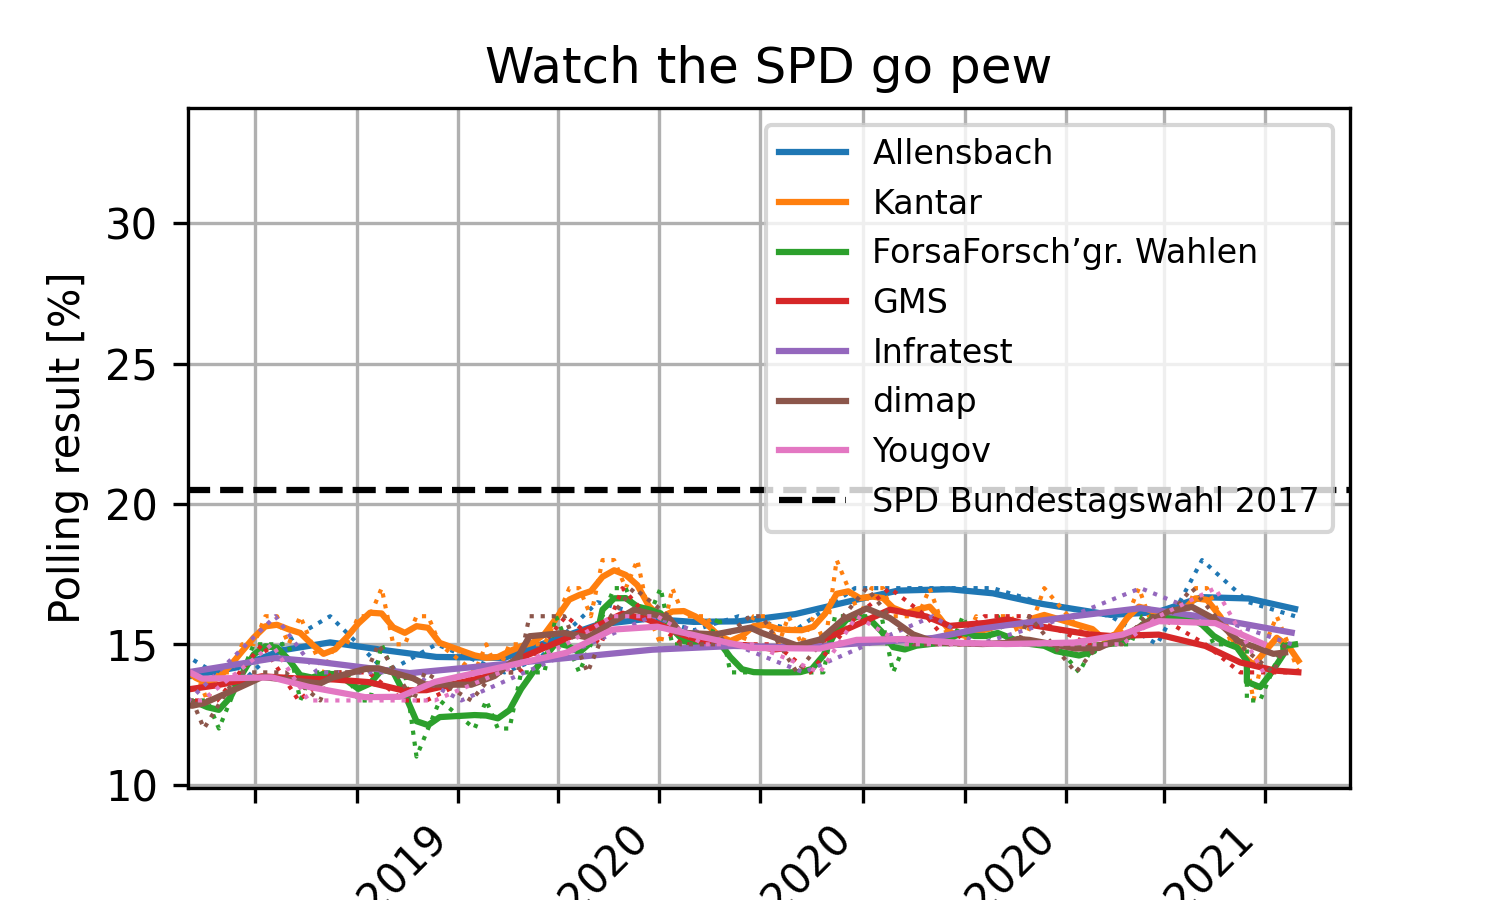 Watch the SPD go pew
Polling result [%]
30
25
20
15
10
Allensbach
Kantar
ForsaForsch’gr. Wahlen
GMS
Infratest
dimap
Yougov
SPD Bundestagswahl 2017
2019
2020
2020
2020
2021